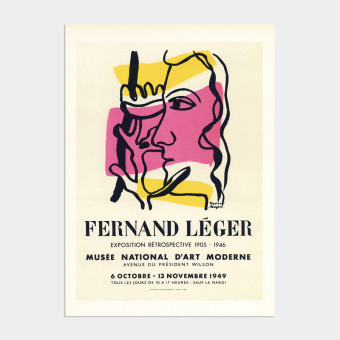 FERNAND LÉGER
EXPOSITION RÉTROSPECTIVE 1905 - 1946
MUSÉE NATIONAL D'ART MODERNE
AVENUE DU PRÉSIDENT WILSON
6 OCTOBRE - 13 NOVEMBRE 1949
TOUS LES JOURS DE 10 A 17 HEURES - SAUF LE MARDI